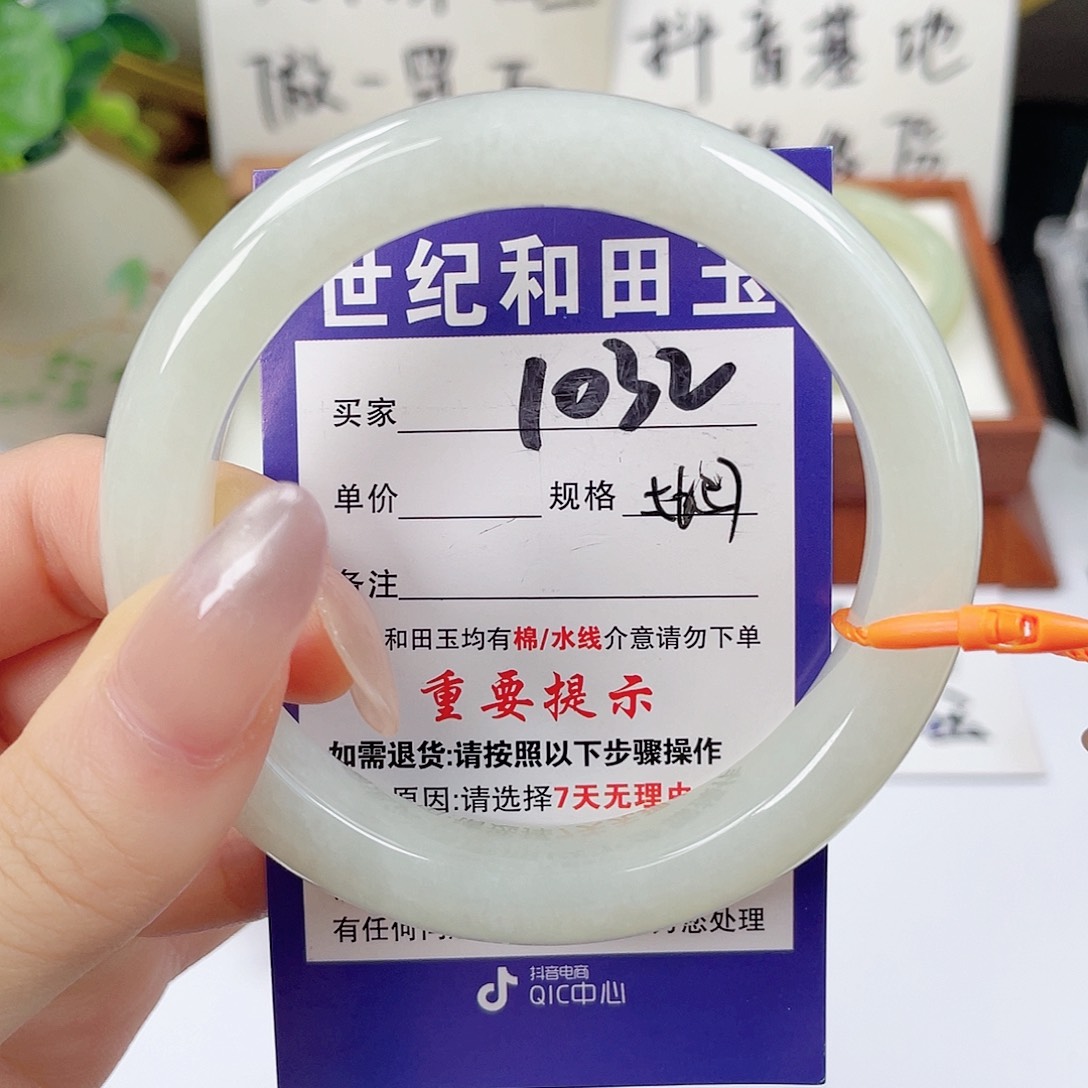 做一
抖音基地
世纪和田玉
买家 1032
单价 规格
备注
和田玉均有棉/水线介意请勿下单
重要提示
如需退货:请按照以下步骤操作
原因:请选择7天无理由
有任何 您处理
抖音电商
QIC中心